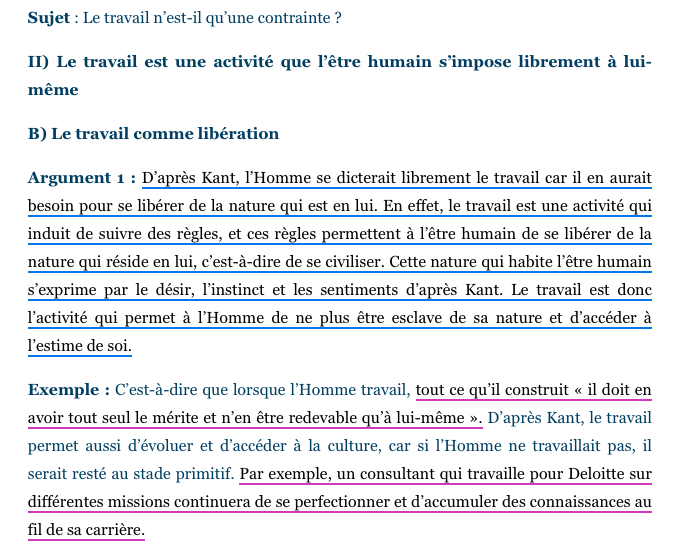 Sujet : Le travail n’est-il qu’une contrainte ?
II) Le travail est une activité que l’être humain s’impose librement à lui-
même
B) Le travail comme libération
Argument 1 : D’après Kant, l’Homme se dicterait librement le travail car il en aurait
besoin pour se libérer de la nature qui est en lui. En effet, le travail est une activité qui
induit de suivre des règles, et ces règles permettent à l’être humain de se libérer de la
nature qui réside en lui, c’est-à-dire de se civiliser. Cette nature qui habite l’être humain
s’exprime par le désir, l’instinct et les sentiments d’après Kant. Le travail est donc
l’activité qui permet à l’Homme de ne plus être esclave de sa nature et d’accéder à
l’estime de soi.
Exemple : C’est-à-dire que lorsque l’Homme travail, tout ce qu’il construit « il doit en
avoir tout seul le mérite et n’en être redevable qu’à lui-même ». D’après Kant, le travail
permet aussi d’évoluer et d’accéder à la culture, car si l’Homme ne travaillait pas, il
serait resté au stade primitif. Par exemple, un consultant qui travaille pour Deloitte sur
différentes missions continuera de se perfectionner et d’accumuler des connaissances au
fil de sa carrière.